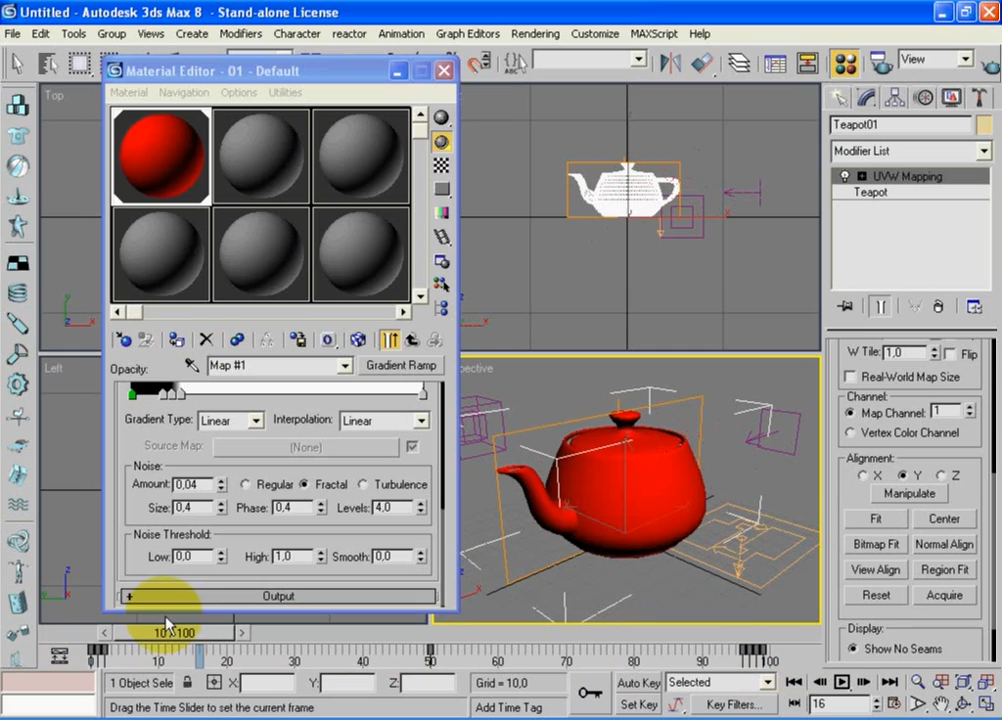 Untitled - Autodesk 3ds Max 8 - Stand-alone License
File Edit Tools Group Views Create Modifiers Character reactor Animation Graph Editors Rendering Customize MAXScript Help
View
Material Editor - 01 - Default
Material Navigation Options Utilities
Top
Teapot01
Modifier List
UVW Mapping
Teapot
Opacity: Map #1 Gradient Ramp
Left
Gradient Type: Linear Interpolation: Linear
Source Map: (None)
Noise:
Amount: 0,04 Regular Fractal Turbulence
Size: 0,4 Phase: 0,4 Levels: 4,0
Noise Threshold:
Low: 0,0 High: 1,0 Smooth: 0,0
+ Output
W Tile: 1,0 Flip
Real-World Map Size
Channel:
Map Channel: 1
Vertex Color Channel
Alignment:
X Y Z
Manipulate
Fit Center
Bitmap Fit Normal Align
View Align Region Fit
Reset Acquire
Display:
Show No Seams
10 20 30 40 50 60 70 80 90 100
1 Object Sele X: Y: Z: Grid = 10,0 Auto Key Selected
Drag the Time Slider to set the current frame Add Time Tag Set Key Key Filters... 16